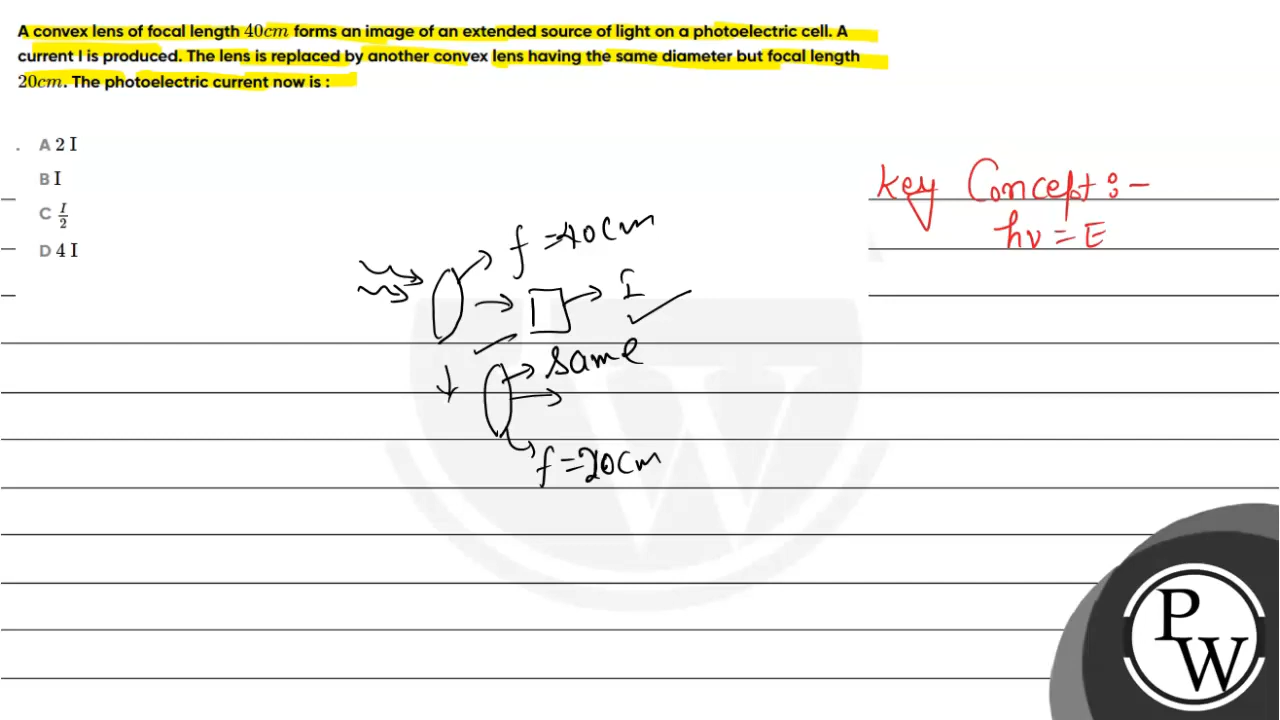 A convex lens of focal length 40cm forms an image of an extended source of light on a photoelectric cell. A
current I is produced. The lens is replaced by another convex lens having the same diameter but focal length
20cm. The photoelectric current now is :
. A 2 I
B I
C I/2
D 4 I
Key Concept :-
hν = E
f = 40cm
I
same
f = 20cm
P
W